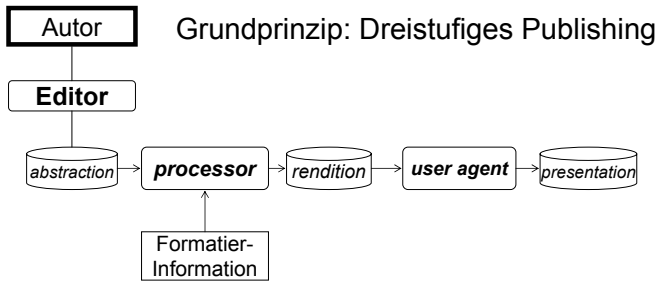 Autor
Grundprinzip: Dreistufiges Publishing
Editor
abstraction
processor
rendition
user agent
presentation
Formatier-
Information